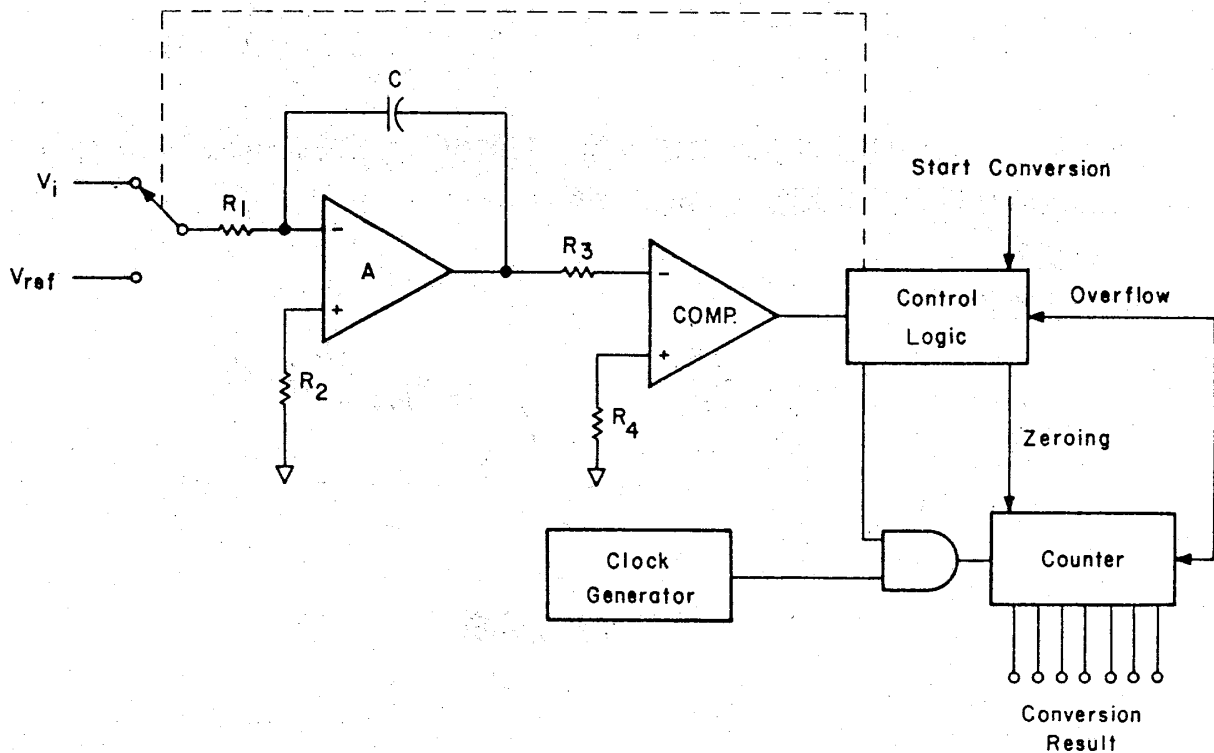 C
Start Conversion
Vi
R1
R3
Vref
A
COMP.
Control
Logic
Overflow
R2
R4
Zeroing
Clock
Generator
Counter
Conversion
Result